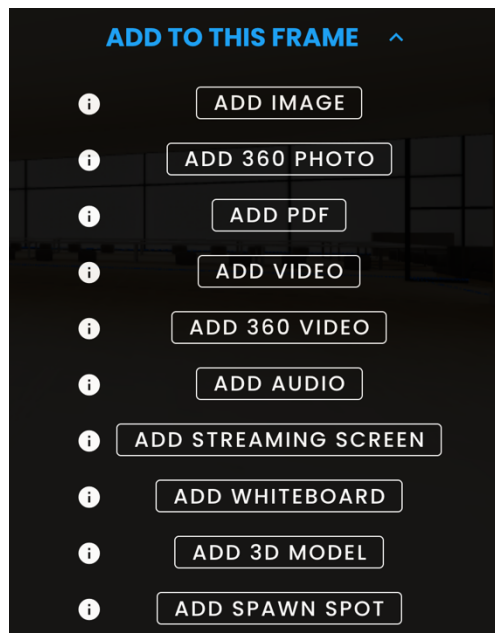 ADD TO THIS FRAME
ADD IMAGE
ADD 360 PHOTO
ADD PDF
ADD VIDEO
ADD 360 VIDEO
ADD AUDIO
ADD STREAMING SCREEN
ADD WHITEBOARD
ADD 3D MODEL
ADD SPAWN SPOT